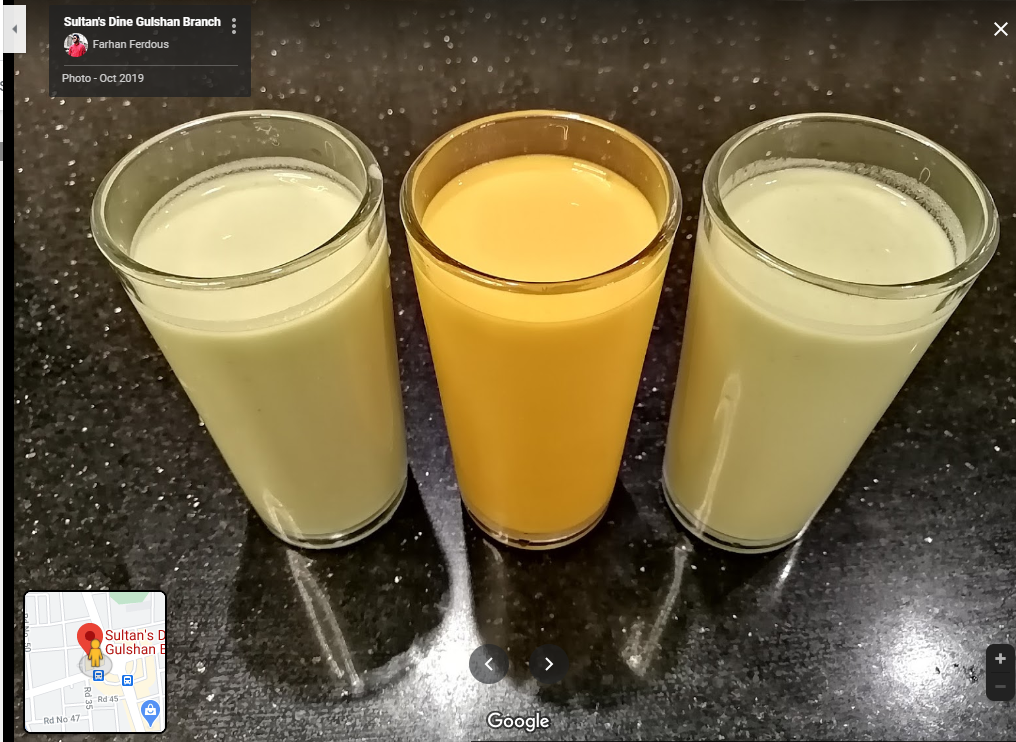 Sultan's Dine Gulshan Branch
Farhan Ferdous
Photo - Oct 2019
Sultan's D
Gulshan B
Rd 35
Rd 45
Rd No 47
Google